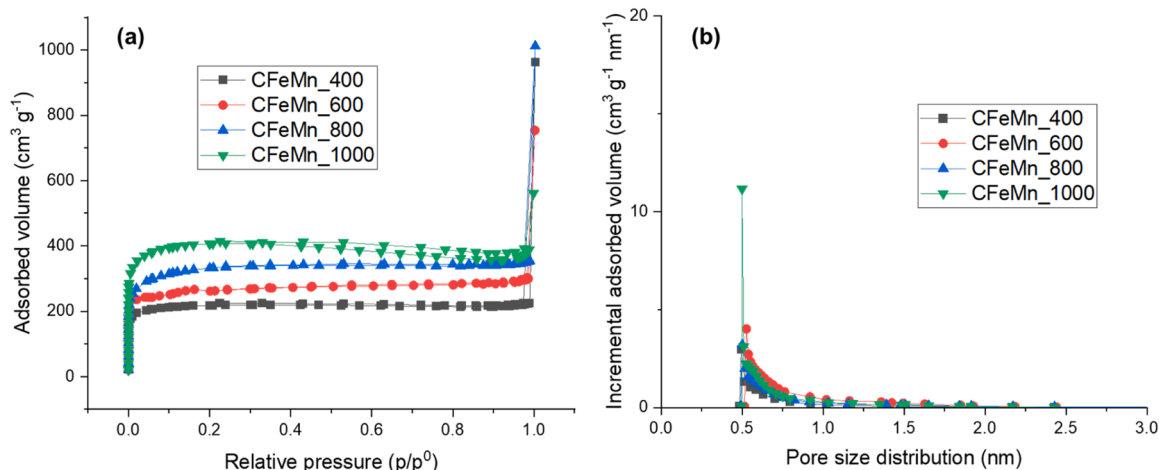 (a)
CFeMn_400
CFeMn_600
CFeMn_800
CFeMn_1000
Adsorbed volume (cm³ g⁻¹)
1000
800
600
400
200
0
0.0 0.2 0.4 0.6 0.8 1.0
Relative pressure (p/p⁰)
(b)
CFeMn_400
CFeMn_600
CFeMn_800
CFeMn_1000
Incremental adsorbed volume (cm³ g⁻¹ nm⁻¹)
20
10
0
0.0 0.5 1.0 1.5 2.0 2.5 3.0
Pore size distribution (nm)